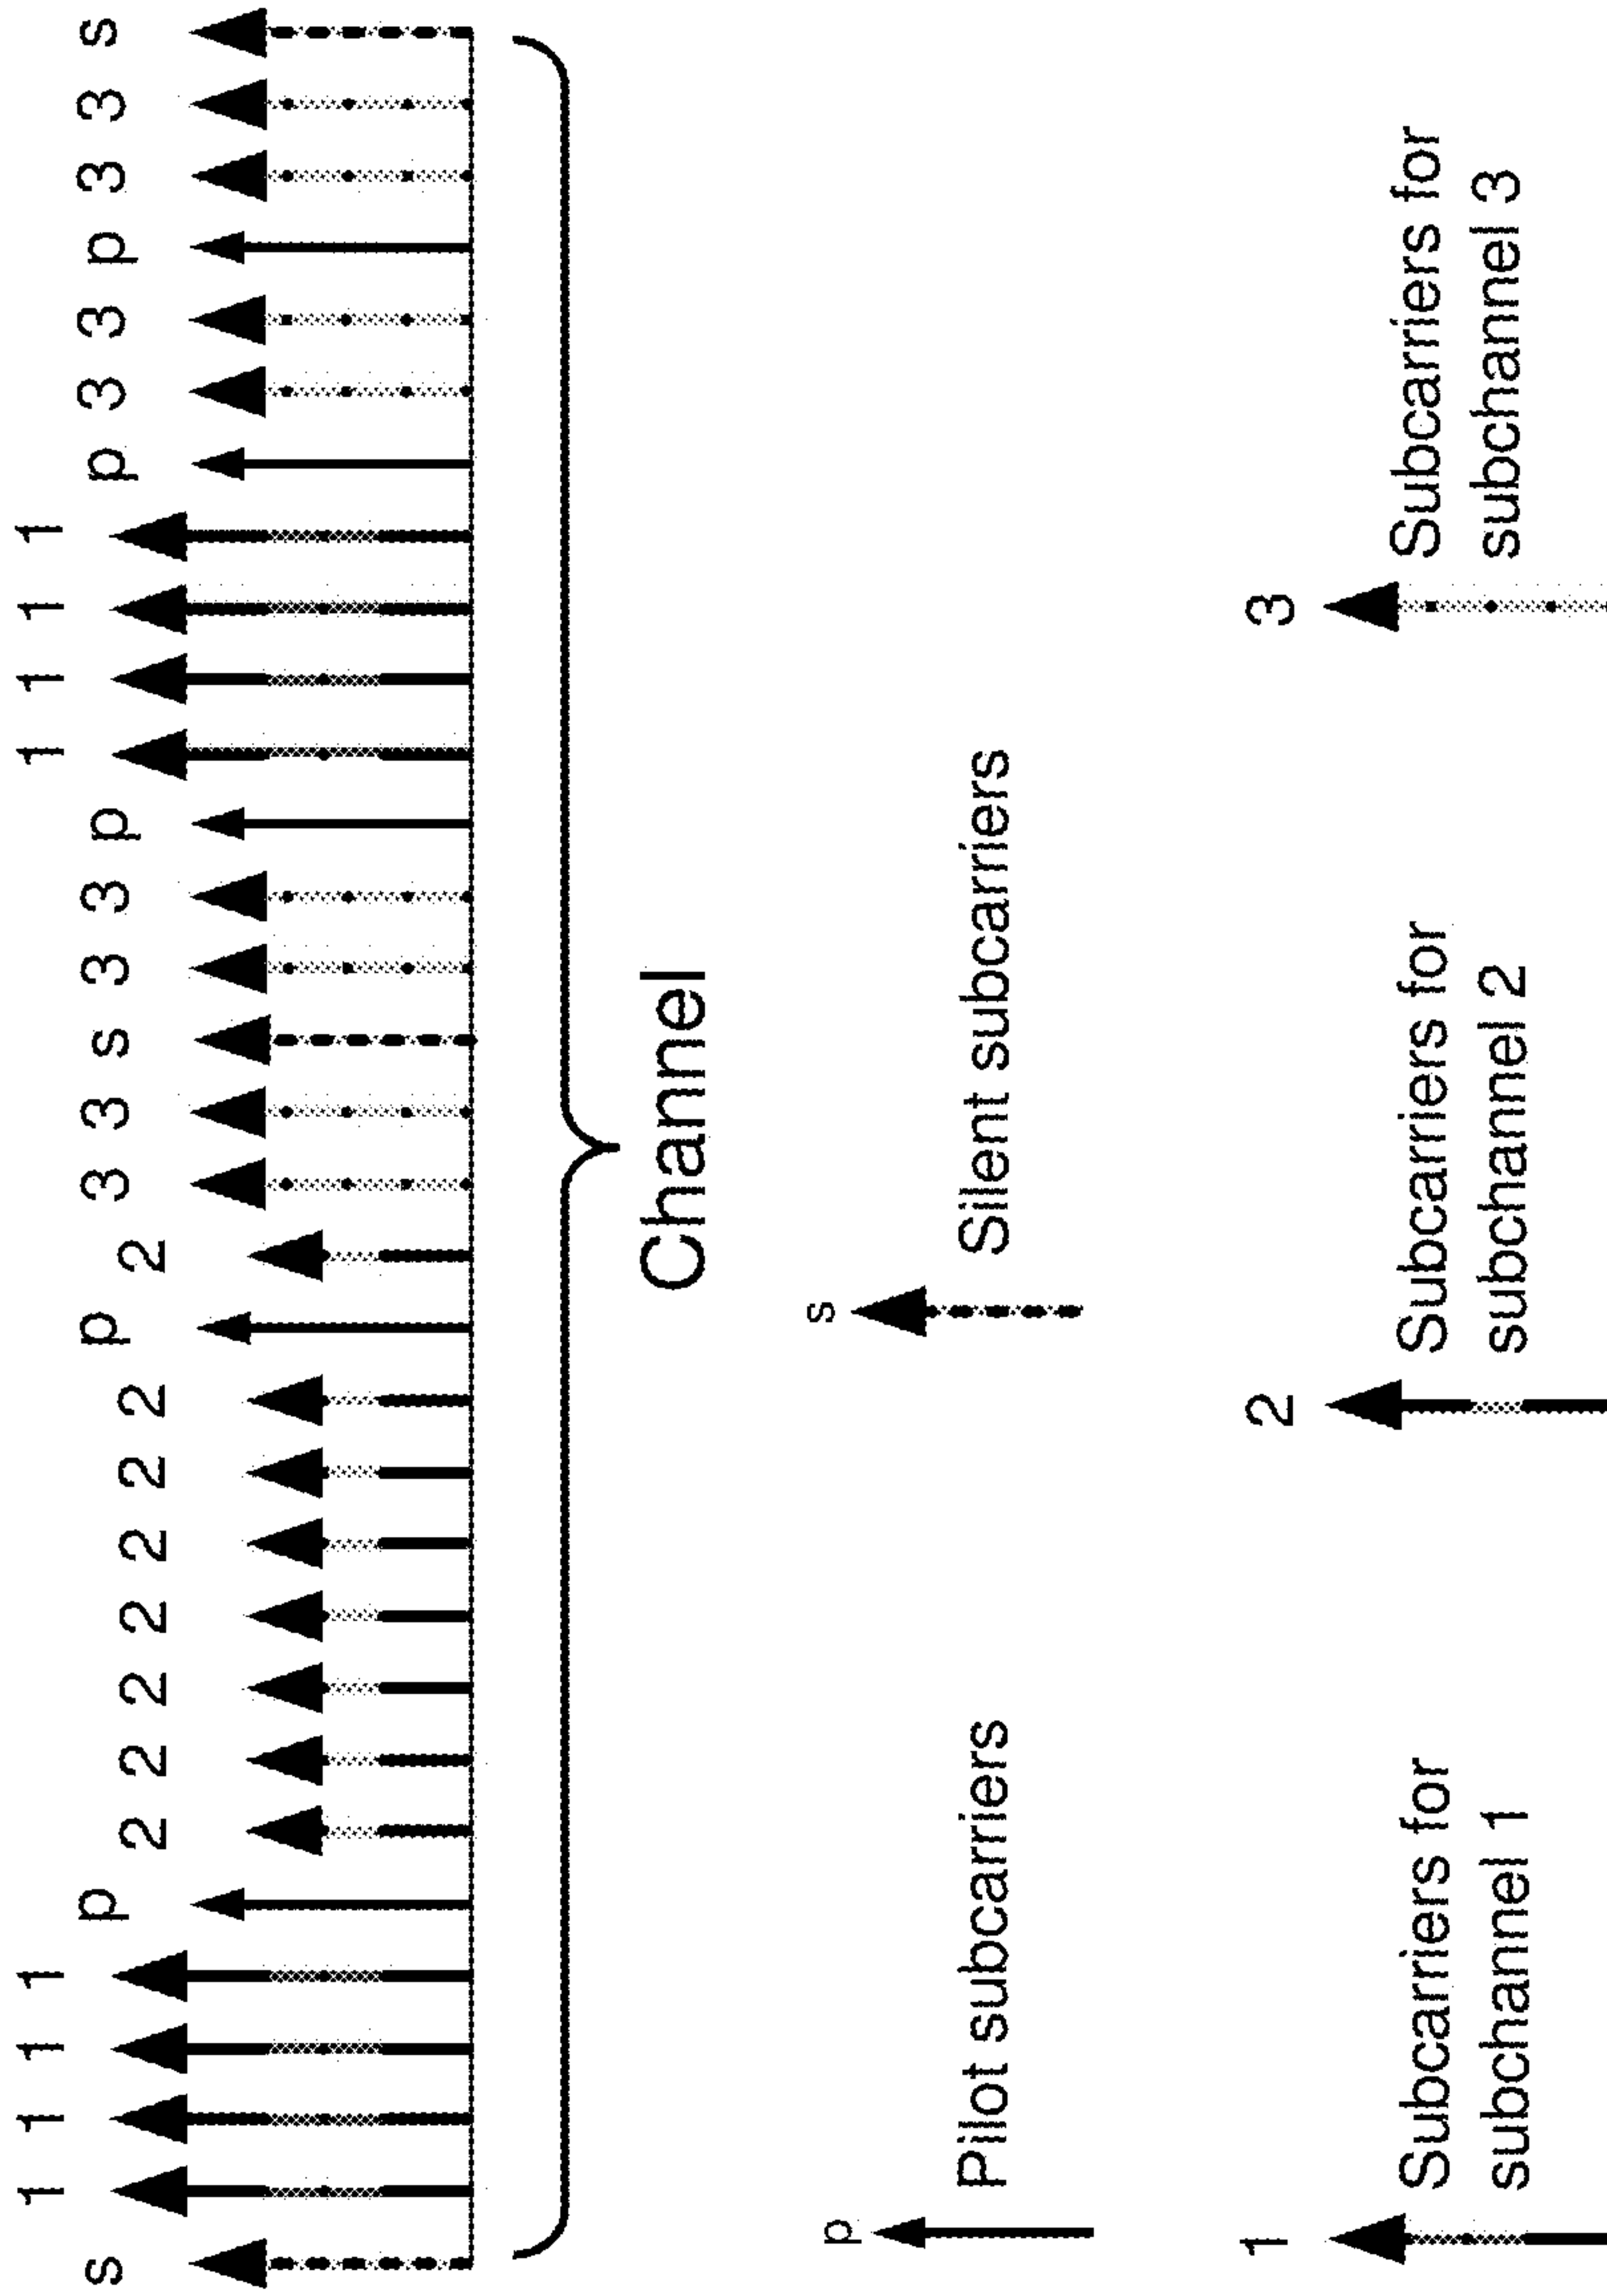 s 1 1 1 1 p 2 2 2 2 2 2 2 p 2 3 3 s 3 3 p 1 1 1 1 p 3 3 p 3 3 s
Channel
p Pilot subcarriers
s Silent subcarriers
1 Subcarriers for
subchannel 1
2 Subcarriers for
subchannel 2
3 Subcarriers for
subchannel 3